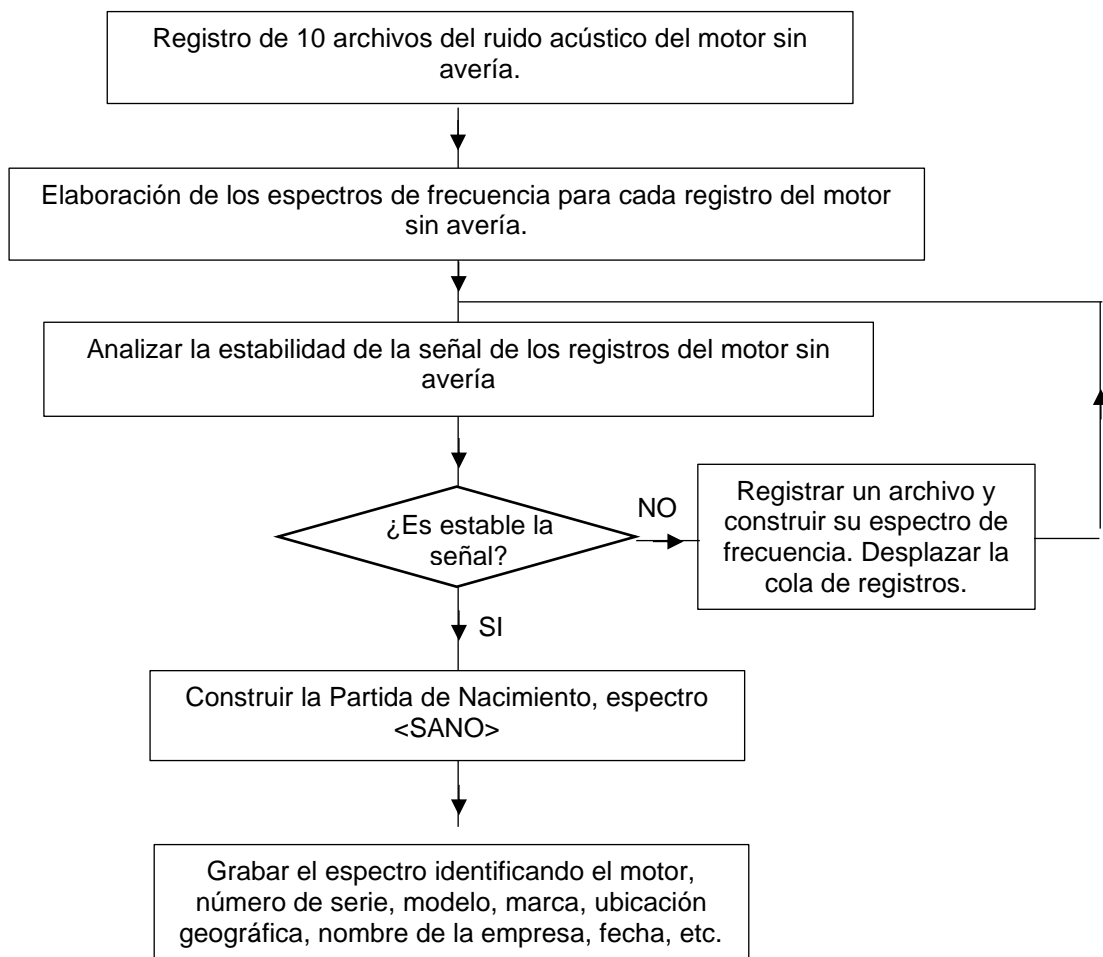 Registro de 10 archivos del ruido acústico del motor sin
avería.
Elaboración de los espectros de frecuencia para cada registro del motor
sin avería.
Analizar la estabilidad de la señal de los registros del motor sin
avería
¿Es estable la
señal?
NO
Registrar un archivo y
construir su espectro de
frecuencia. Desplazar la
cola de registros.
SI
Construir la Partida de Nacimiento, espectro
<SANO>
Grabar el espectro identificando el motor,
número de serie, modelo, marca, ubicación
geográfica, nombre de la empresa, fecha, etc.